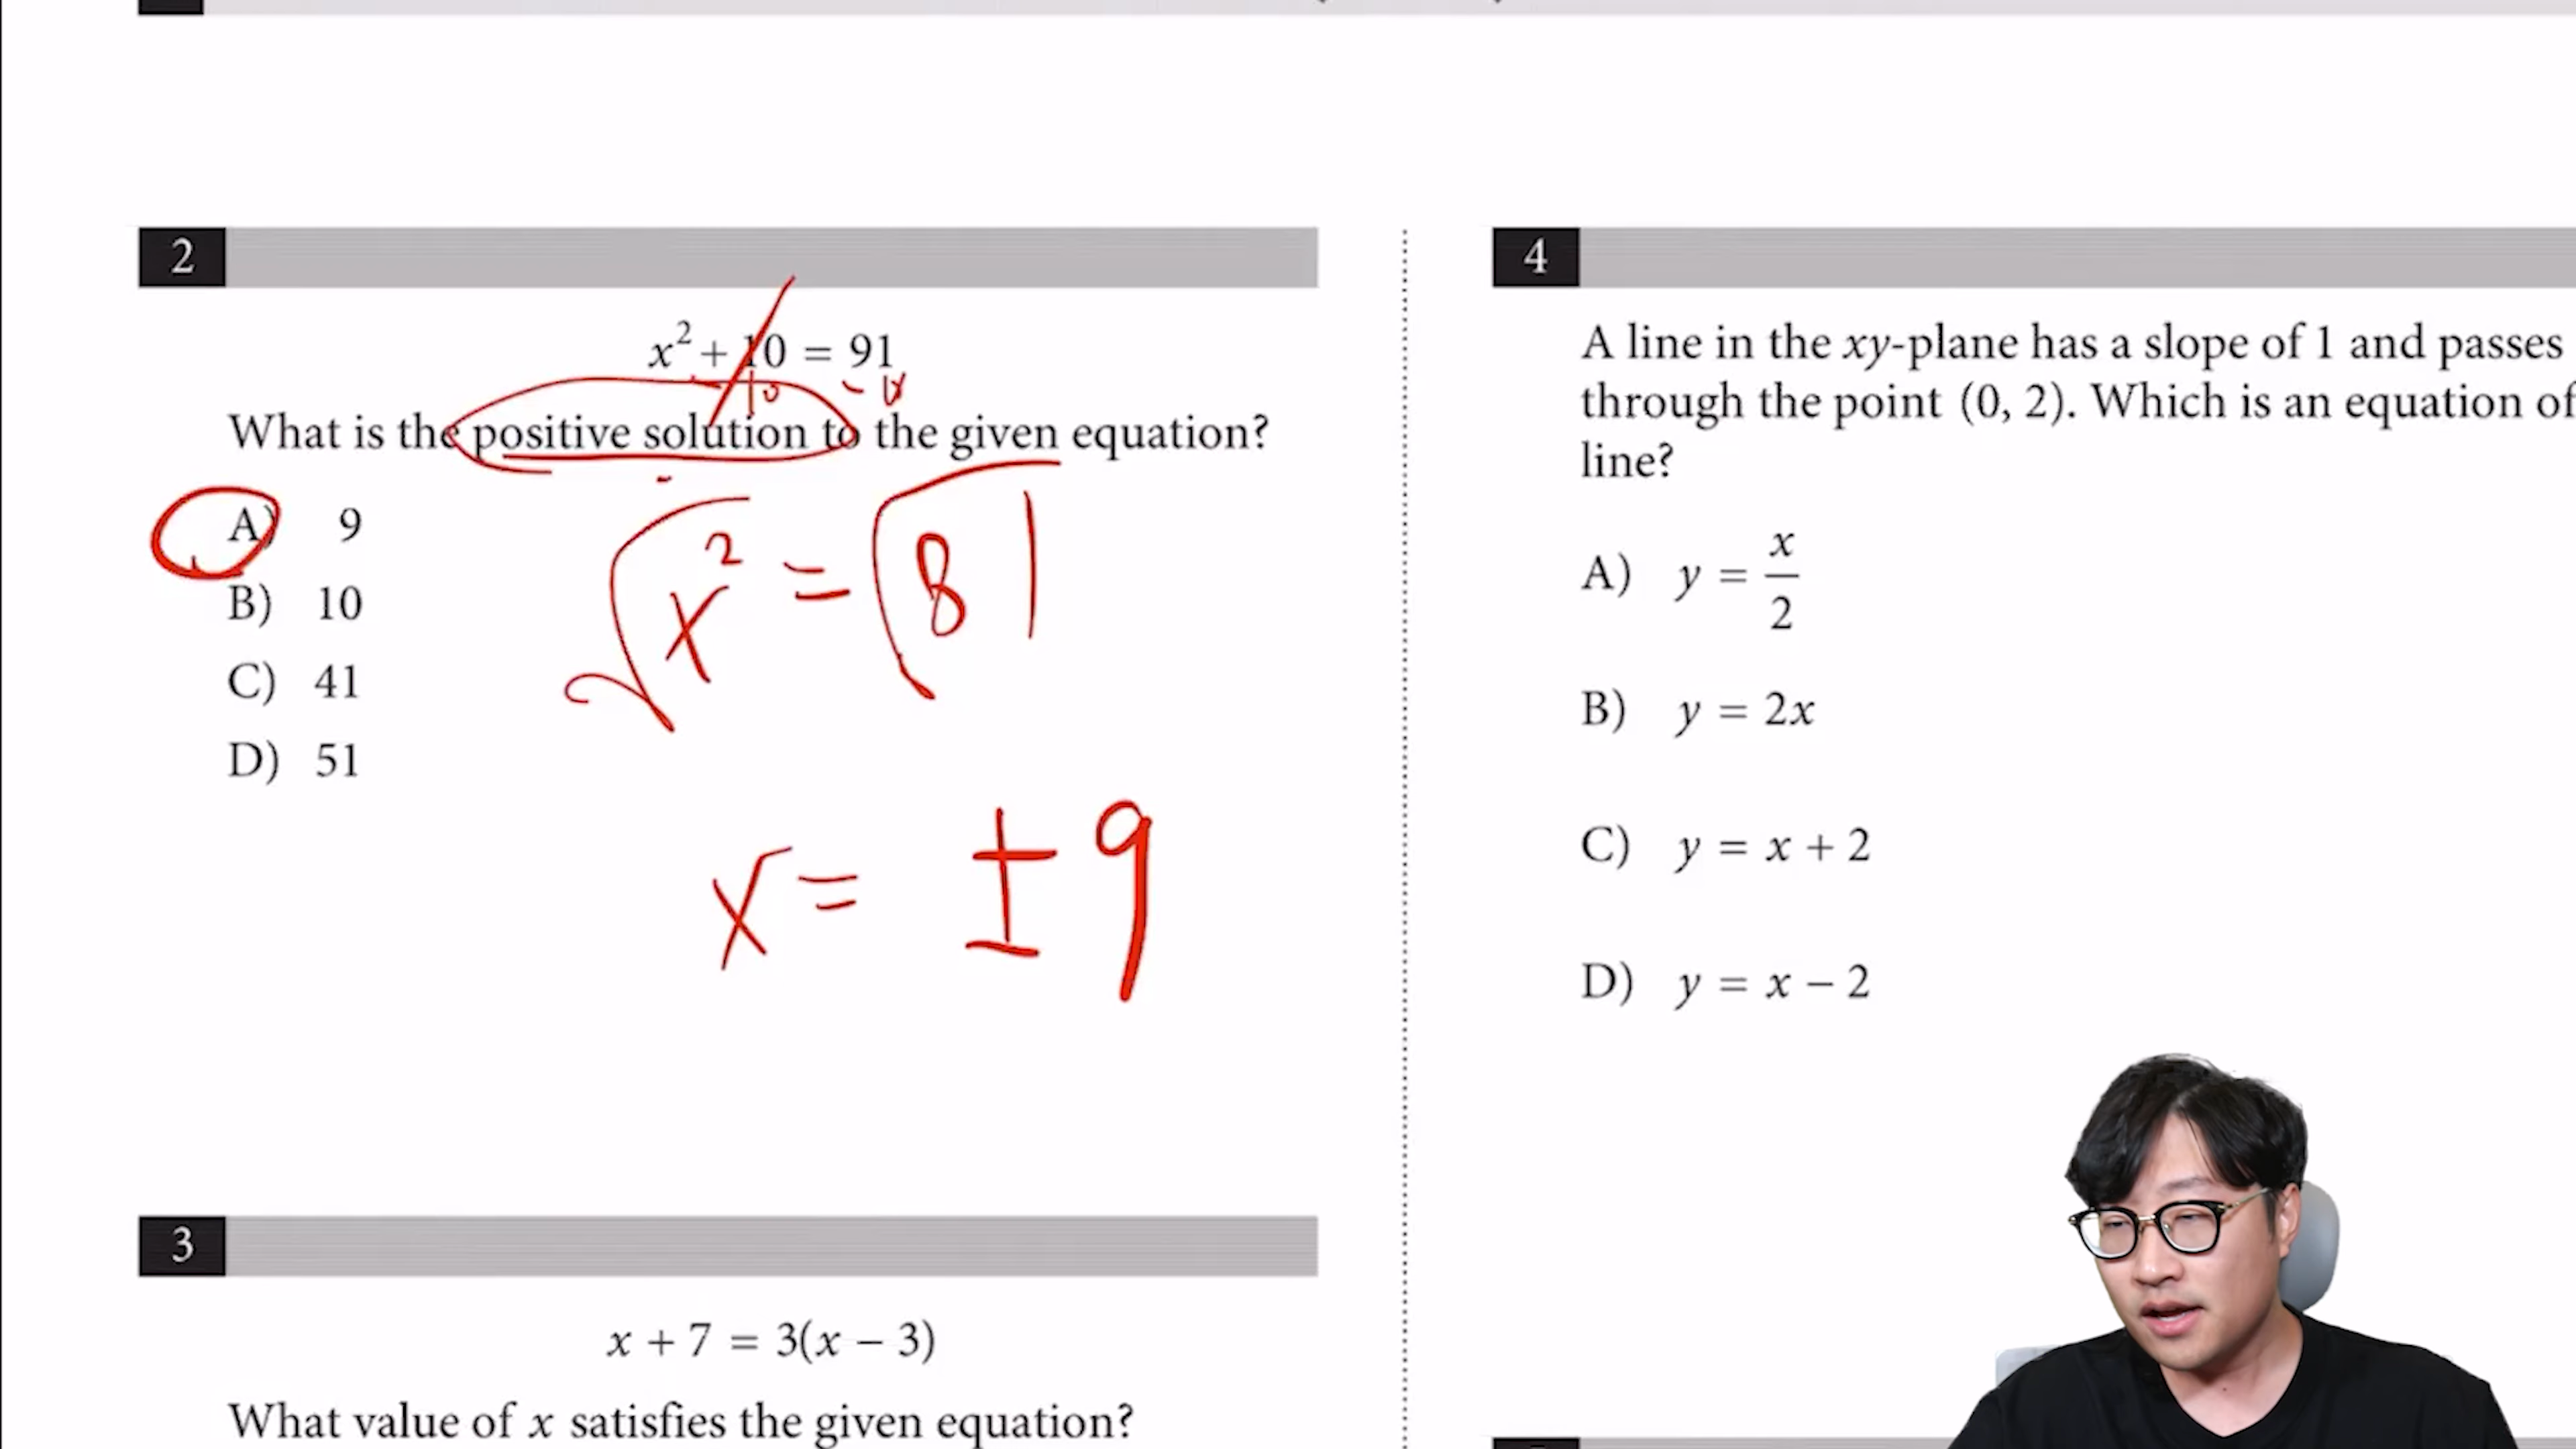 2
x² + 10 = 91
- 10 - 10
What is the positive solution to the given equation?
A) 9
B) 10
C) 41
D) 51
√x² = √81
x = ± 9
3
x + 7 = 3(x − 3)
What value of x satisfies the given equation?
4
A line in the xy-plane has a slope of 1 and passes
through the point (0, 2). Which is an equation of
line?
A) y = x/2
B) y = 2x
C) y = x + 2
D) y = x − 2